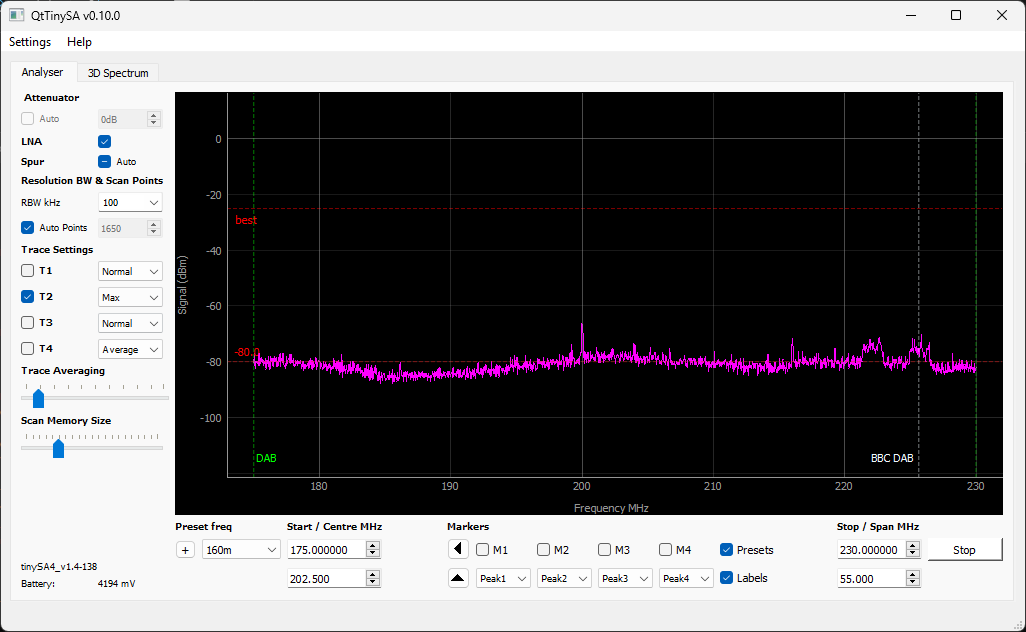 QtTinySA v0.10.0
Settings Help
Analyser 3D Spectrum
Attenuator
Auto 0dB
LNA
Spur Auto
Resolution BW & Scan Points
RBW kHz 100
Auto Points 1650
Trace Settings
T1 Normal
T2 Max
T3 Normal
T4 Average
Trace Averaging
Scan Memory Size
Signal (dBm)
0
-20
best
-40
-60
-80.0
-80
-100
DAB BBC DAB
180 190 200 210 220 230
Frequency MHz
Preset freq Start / Centre MHz Markers Stop / Span MHz
+ 160m 175.000000 M1 M2 M3 M4 Presets 230.000000 Stop
202.500 Peak1 Peak2 Peak3 Peak4 Labels 55.000
tinySA4_v1.4-138
Battery: 4194 mV